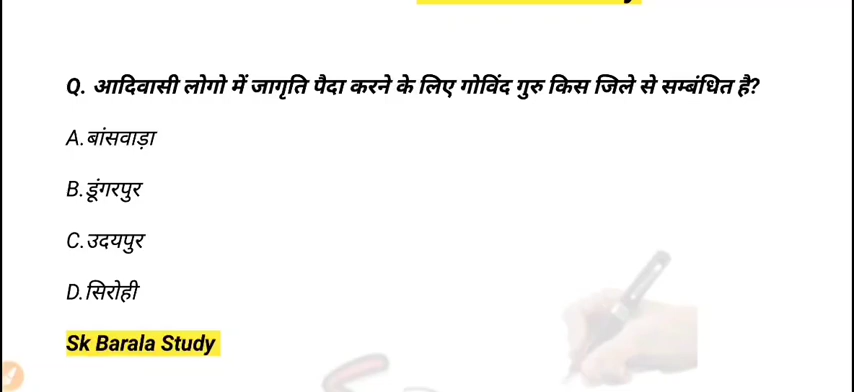 Q. आदिवासी लोगो में जागृति पैदा करने के लिए गोविंद गुरु किस जिले से सम्बंधित है?
A. बांसवाड़ा
B. डूंगरपुर
C. उदयपुर
D. सिरोही
Sk Barala Study